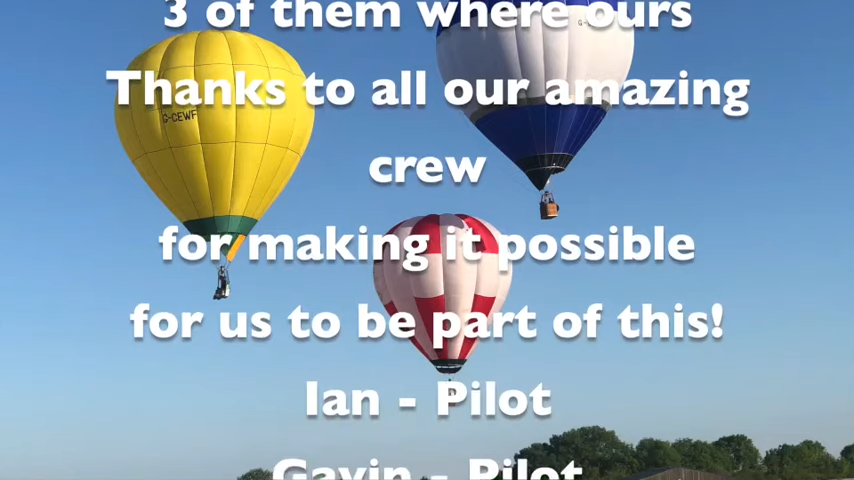 3 of them where ours
G-CEWF
Thanks to all our amazing
crew
for making it possible
for us to be part of this!
Ian - Pilot
Gavin - Pilot